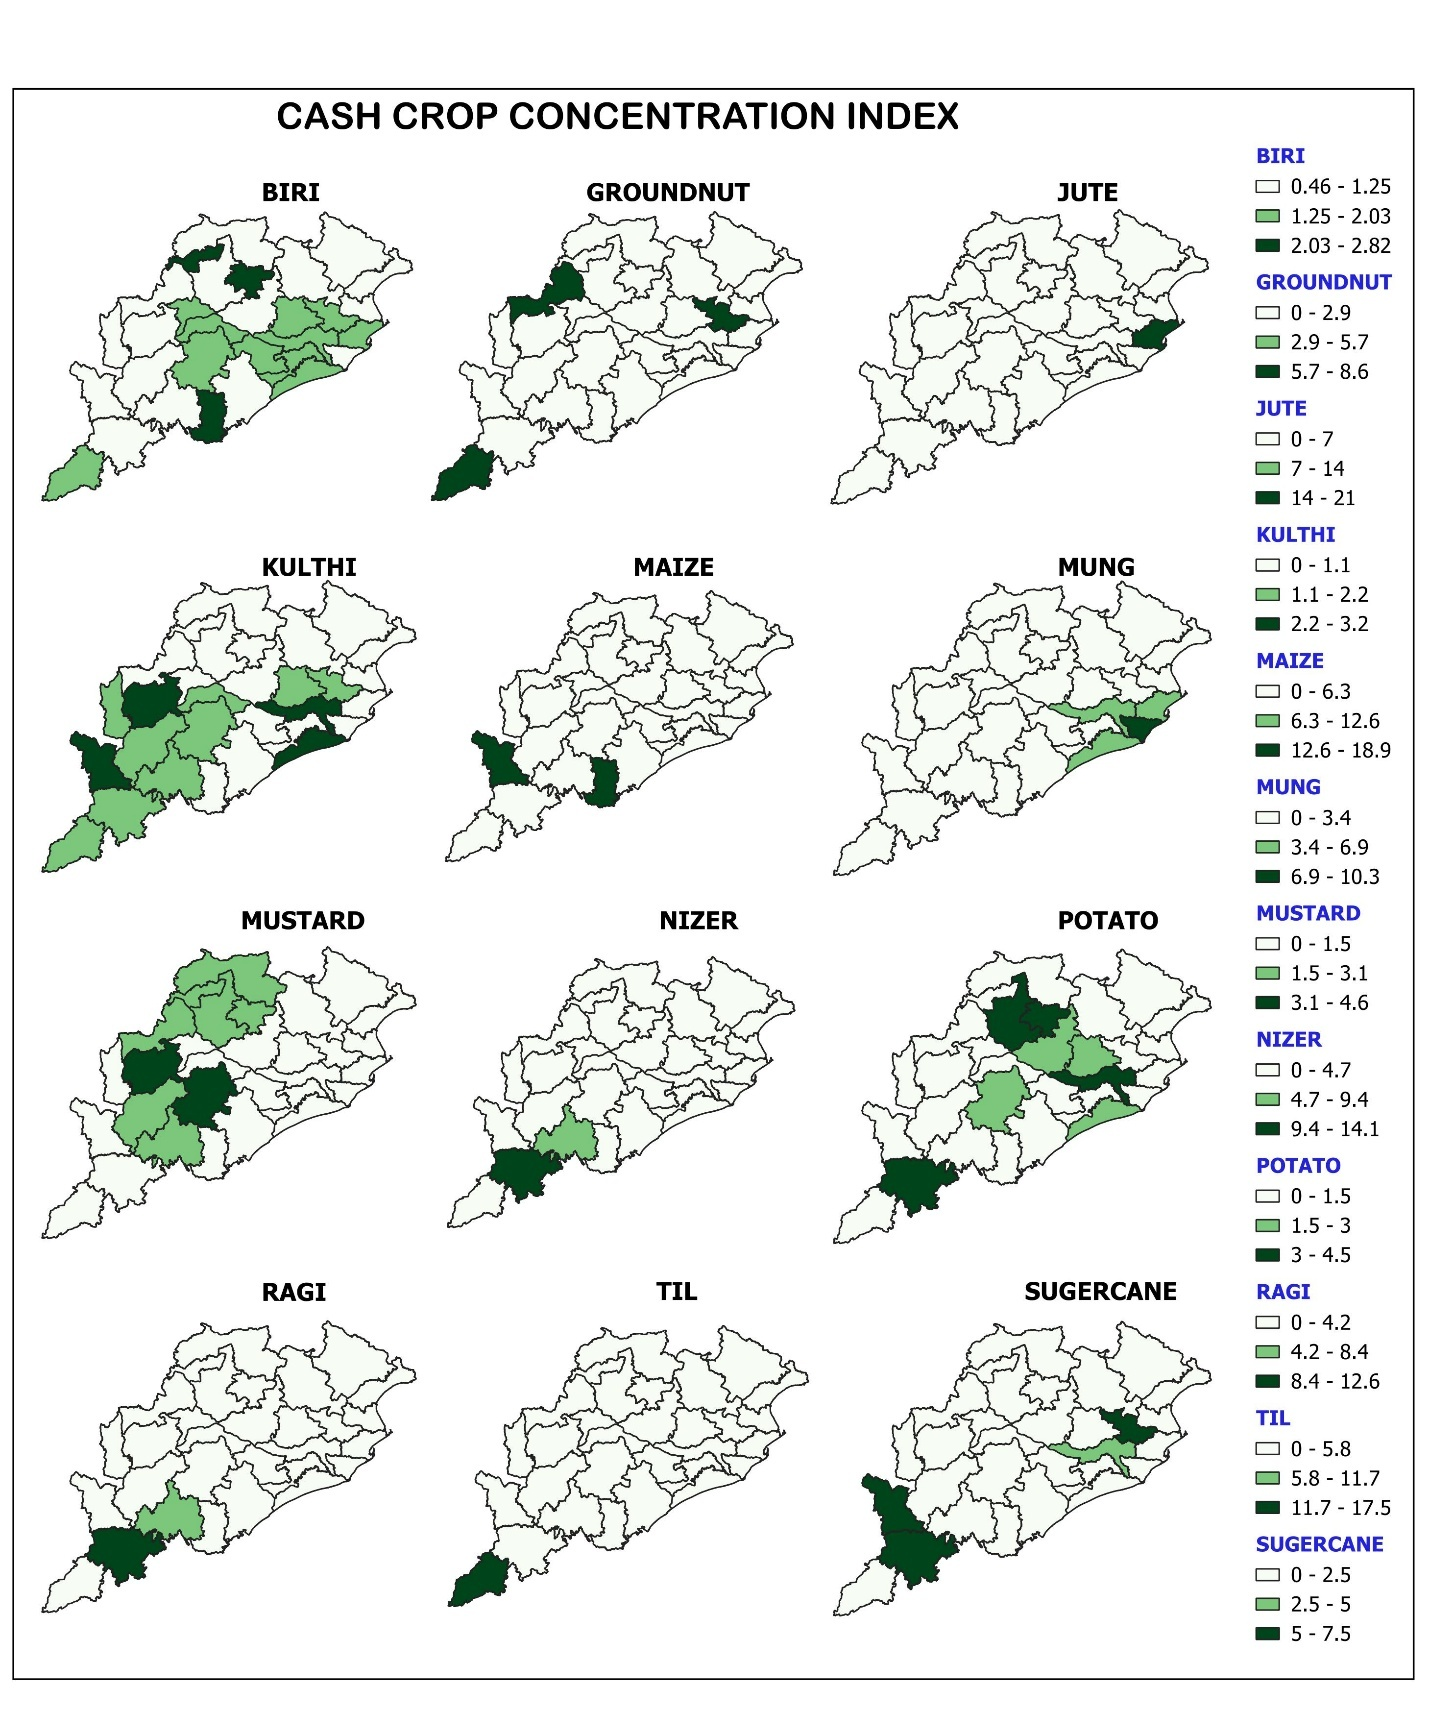 CASH CROP CONCENTRATION INDEX
BIRI
GROUNDNUT
JUTE
KULTHI
MAIZE
MUNG
MUSTARD
NIZER
POTATO
RAGI
TIL
SUGERCANE
BIRI
0.46 - 1.25
1.25 - 2.03
2.03 - 2.82
GROUNDNUT
0 - 2.9
2.9 - 5.7
5.7 - 8.6
JUTE
0 - 7
7 - 14
14 - 21
KULTHI
0 - 1.1
1.1 - 2.2
2.2 - 3.2
MAIZE
0 - 6.3
6.3 - 12.6
12.6 - 18.9
MUNG
0 - 3.4
3.4 - 6.9
6.9 - 10.3
MUSTARD
0 - 1.5
1.5 - 3.1
3.1 - 4.6
NIZER
0 - 4.7
4.7 - 9.4
9.4 - 14.1
POTATO
0 - 1.5
1.5 - 3
3 - 4.5
RAGI
0 - 4.2
4.2 - 8.4
8.4 - 12.6
TIL
0 - 5.8
5.8 - 11.7
11.7 - 17.5
SUGERCANE
0 - 2.5
2.5 - 5
5 - 7.5